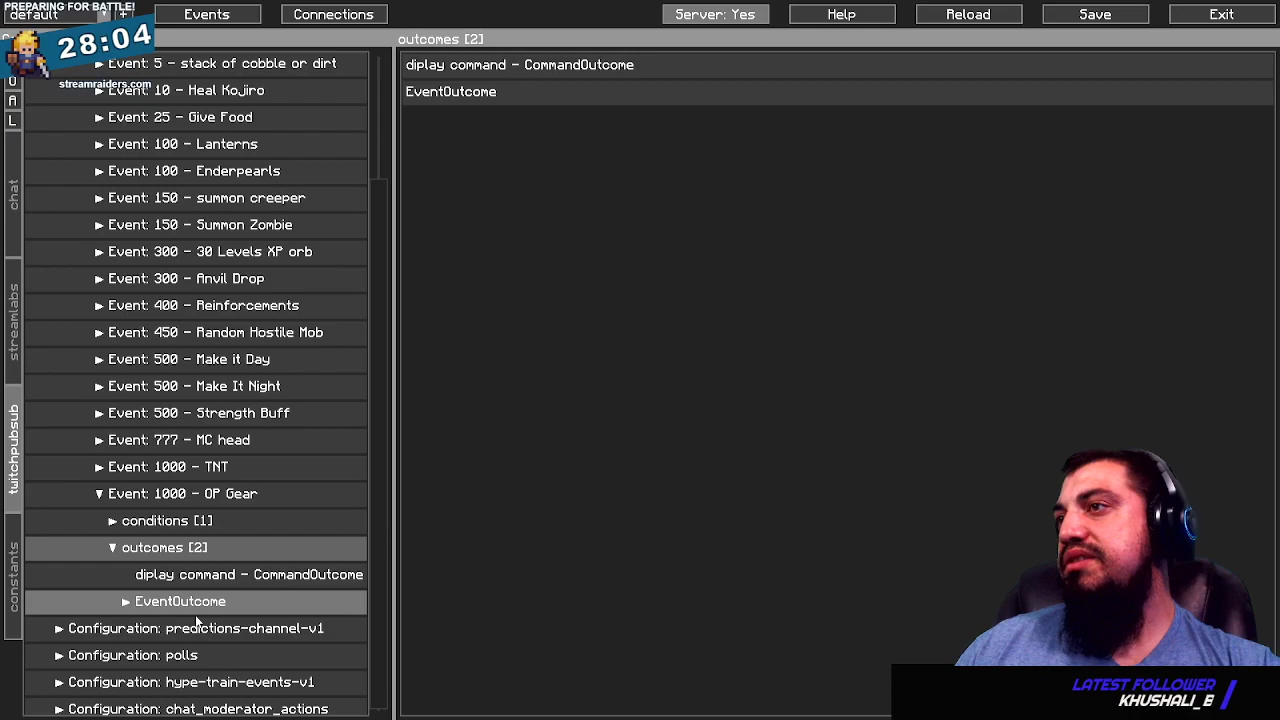 PREPARING FOR BATTLE!
default
+
Events
Connections
Server: Yes
Help
Reload
Save
Exit
28:04
streamraiders.com
outcomes [2]
A
L
chat
streamlabs
twitchpubsub
constants
Event: 5 - stack of cobble or dirt
Event: 10 - Heal Kojiro
Event: 25 - Give Food
Event: 100 - Lanterns
Event: 100 - Enderpearls
Event: 150 - summon creeper
Event: 150 - Summon Zombie
Event: 300 - 30 Levels XP orb
Event: 300 - Anvil Drop
Event: 400 - Reinforcements
Event: 450 - Random Hostile Mob
Event: 500 - Make it Day
Event: 500 - Make It Night
Event: 500 - Strength Buff
Event: 777 - MC head
Event: 1000 - TNT
Event: 1000 - OP Gear
conditions [1]
outcomes [2]
diplay command - CommandOutcome
EventOutcome
Configuration: predictions-channel-v1
Configuration: polls
Configuration: hype-train-events-v1
Configuration: chat_moderator_actions
diplay command - CommandOutcome
EventOutcome
LATEST FOLLOWER
KHUSHALI_B